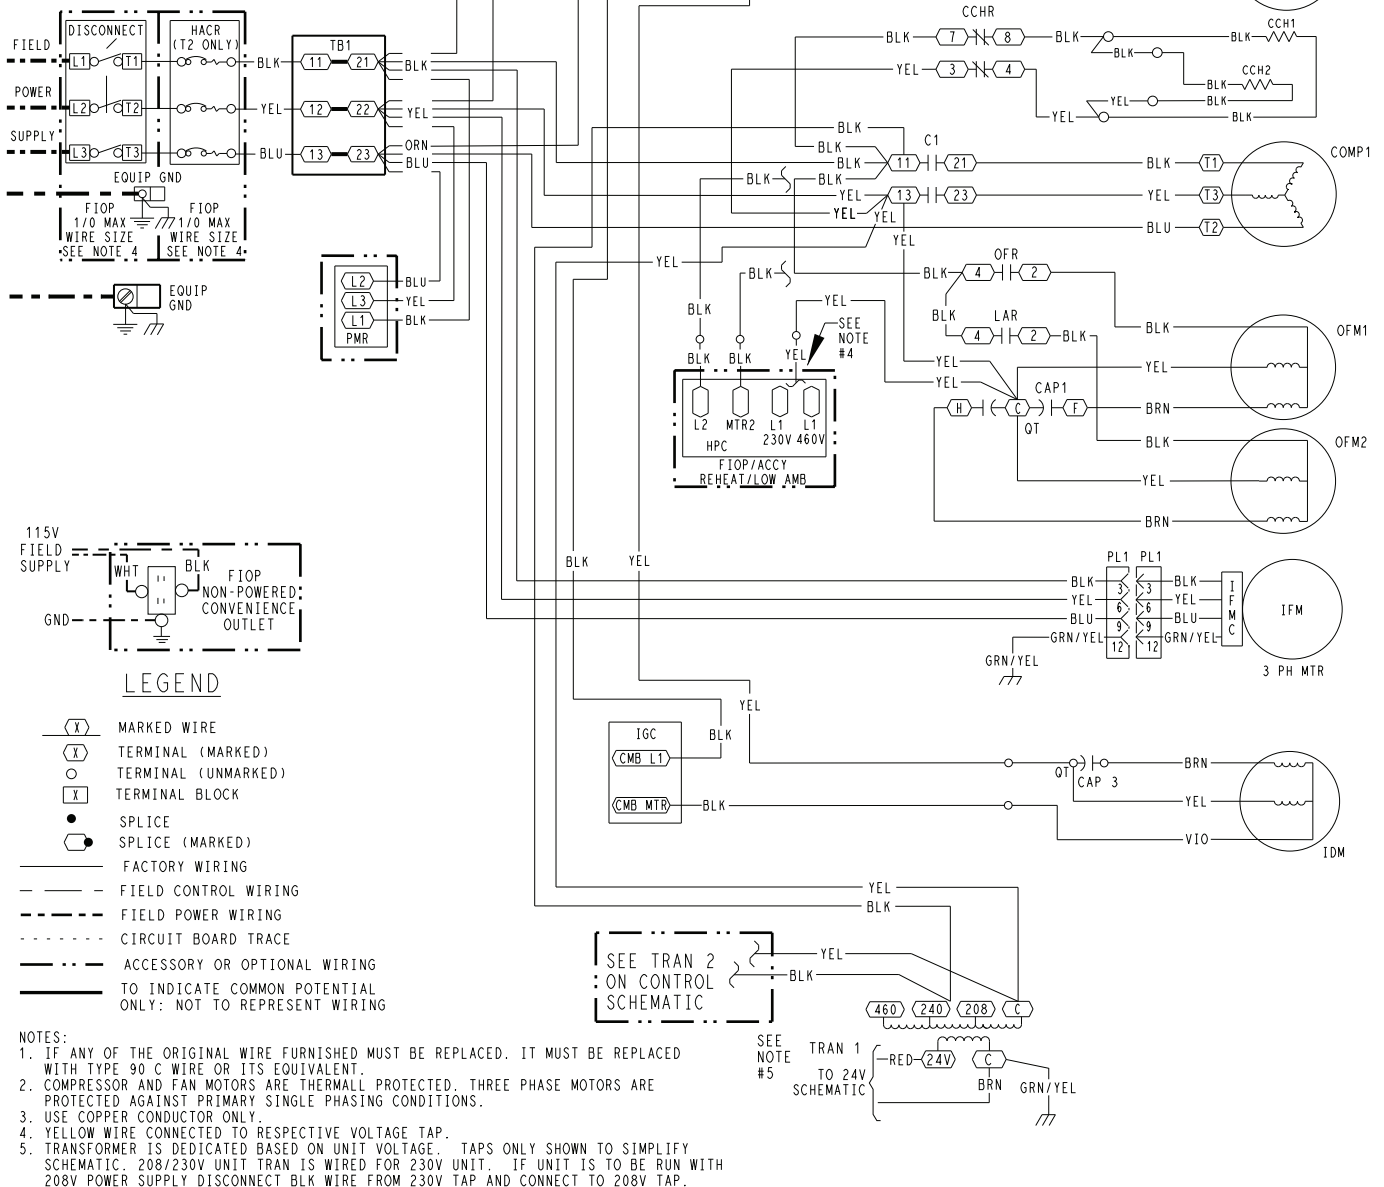 DISCONNECT
HACR
(T2 ONLY)
FIELD
POWER
SUPPLY
L1
T1
L2
T2
L3
T3
BLK
YEL
BLU
TB1
11
21
12
22
13
23
BLK
YEL
ORN
BLU
EQUIP GND
FIOP
1/0 MAX
WIRE SIZE
SEE NOTE 4
FIOP
1/0 MAX
WIRE SIZE
SEE NOTE 4
EQUIP
GND
L2
BLU
L3
YEL
L1
BLK
PMR
CCHR
BLK
7
8
BLK
BLK
BLK
CCH1
YEL
3
4
CCH2
BLK
YEL
BLK
YEL
BLK
BLK
BLK
C1
BLK
11
21
BLK
T1
COMP1
BLK
BLK
YEL
13
23
YEL
T3
YEL
YEL
BLU
T2
YEL
YEL
OFR
BLK
BLK
4
2
BLK
LAR
4
2
BLK
BLK
OFM1
YEL
SEE
NOTE
#4
BLK
BLK
BLK
YEL
YEL
YEL
YEL
CAP1
H
C
F
BRN
QT
BLK
OFM2
L2
MTR2
L1
230V
L1
460V
HPC
FIOP/ACCY
REHEAT/LOW AMB
YEL
BRN
115V
FIELD
SUPPLY
WHT
BLK
FIOP
NON-POWERED
CONVENIENCE
OUTLET
GND
BLK
YEL
PL1
PL1
BLK
3
3
BLK
YEL
6
6
YEL
BLU
9
9
BLU
GRN/YEL
12
12
GRN/YEL
GRN/YEL
IFMC
IFM
3 PH MTR
YEL
BLK
IGC
CMB L1
CMB MTR
BLK
QT
CAP 3
BRN
YEL
VIO
IDM
YEL
BLK
SEE TRAN 2
ON CONTROL
SCHEMATIC
YEL
BLK
460
240
208
C
SEE
NOTE
#5
TRAN 1
TO 24V
SCHEMATIC
RED
24V
C
BRN
GRN/YEL
LEGEND
X
MARKED WIRE
X
TERMINAL (MARKED)
TERMINAL (UNMARKED)
X
TERMINAL BLOCK
SPLICE
SPLICE (MARKED)
FACTORY WIRING
FIELD CONTROL WIRING
FIELD POWER WIRING
CIRCUIT BOARD TRACE
ACCESSORY OR OPTIONAL WIRING
TO INDICATE COMMON POTENTIAL
ONLY: NOT TO REPRESENT WIRING
NOTES:
1. IF ANY OF THE ORIGINAL WIRE FURNISHED MUST BE REPLACED. IT MUST BE REPLACED
WITH TYPE 90 C WIRE OR ITS EQUIVALENT.
2. COMPRESSOR AND FAN MOTORS ARE THERMALL PROTECTED. THREE PHASE MOTORS ARE
PROTECTED AGAINST PRIMARY SINGLE PHASING CONDITIONS.
3. USE COPPER CONDUCTOR ONLY.
4. YELLOW WIRE CONNECTED TO RESPECTIVE VOLTAGE TAP.
5. TRANSFORMER IS DEDICATED BASED ON UNIT VOLTAGE. TAPS ONLY SHOWN TO SIMPLIFY
SCHEMATIC. 208/230V UNIT TRAN IS WIRED FOR 230V UNIT. IF UNIT IS TO BE RUN WITH
208V POWER SUPPLY DISCONNECT BLK WIRE FROM 230V TAP AND CONNECT TO 208V TAP.